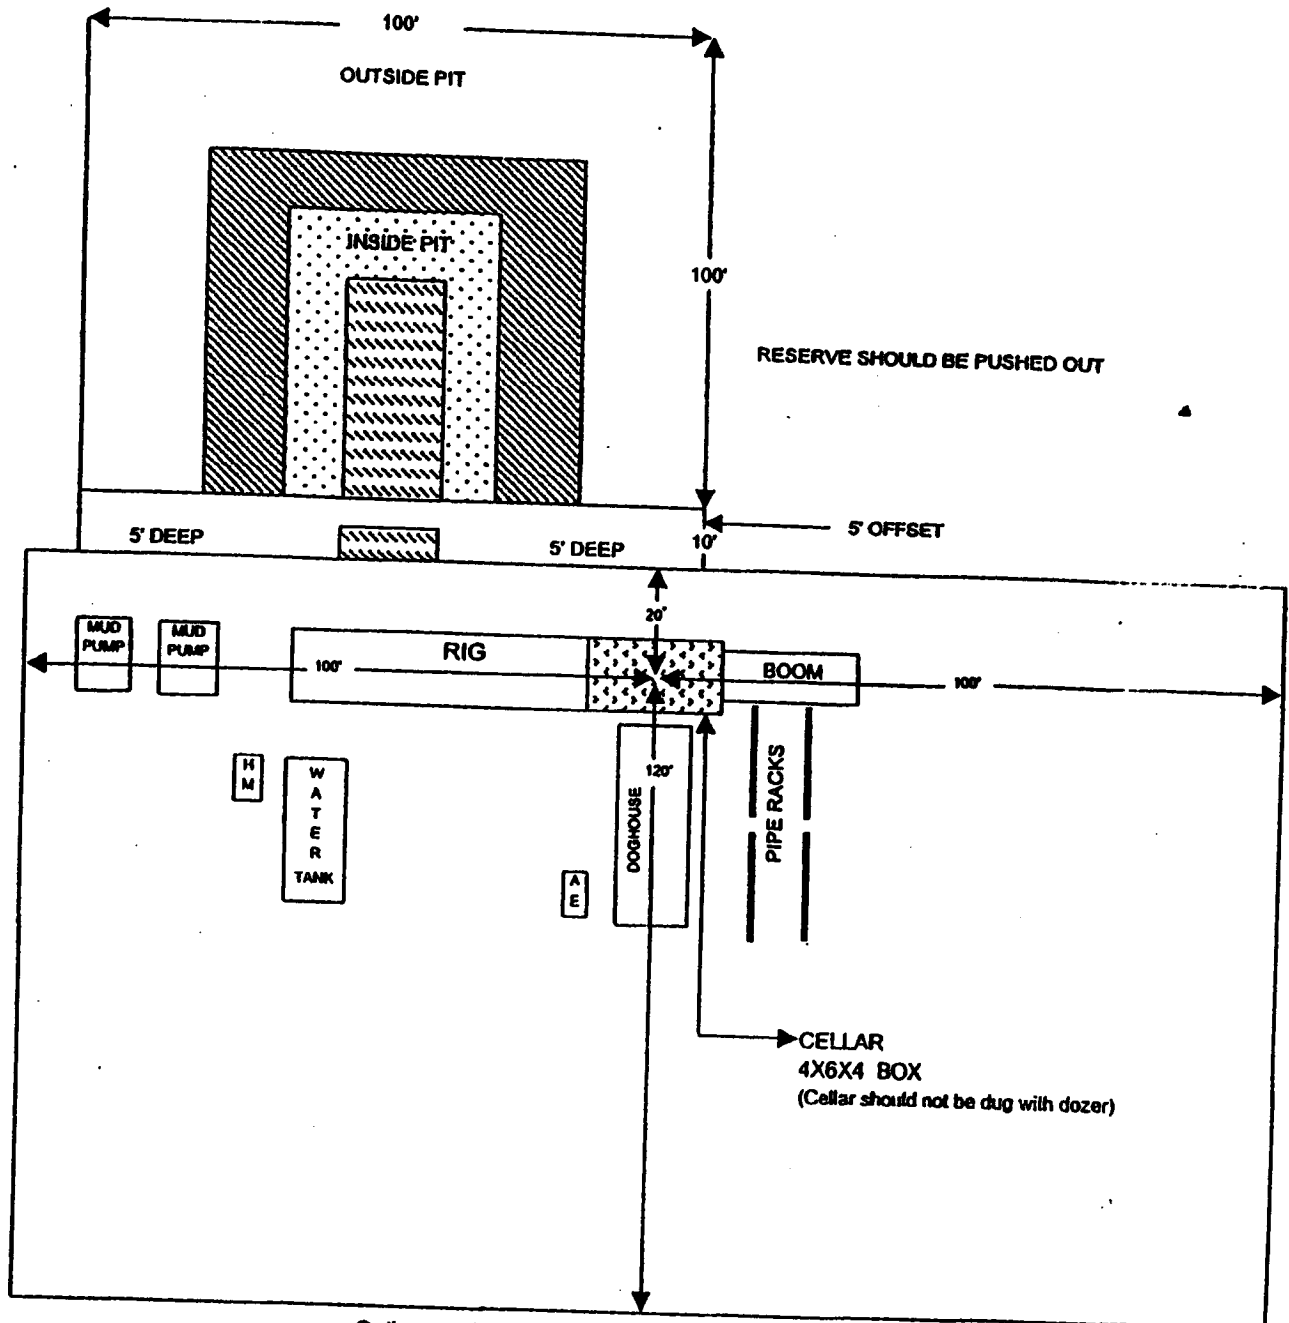 100'
OUTSIDE PIT
INSIDE PIT
100'
RESERVE SHOULD BE PUSHED OUT
5' DEEP
5' DEEP
10'
5' OFFSET
20'
MUD
PUMP
MUD
PUMP
100'
RIG
BOOM
100'
H
M
W
A
T
E
R
TANK
120'
DOGHOUSE
PIPE RACKS
A
E
CELLAR
4X6X4 BOX
(Cellar should not be dug with dozer)